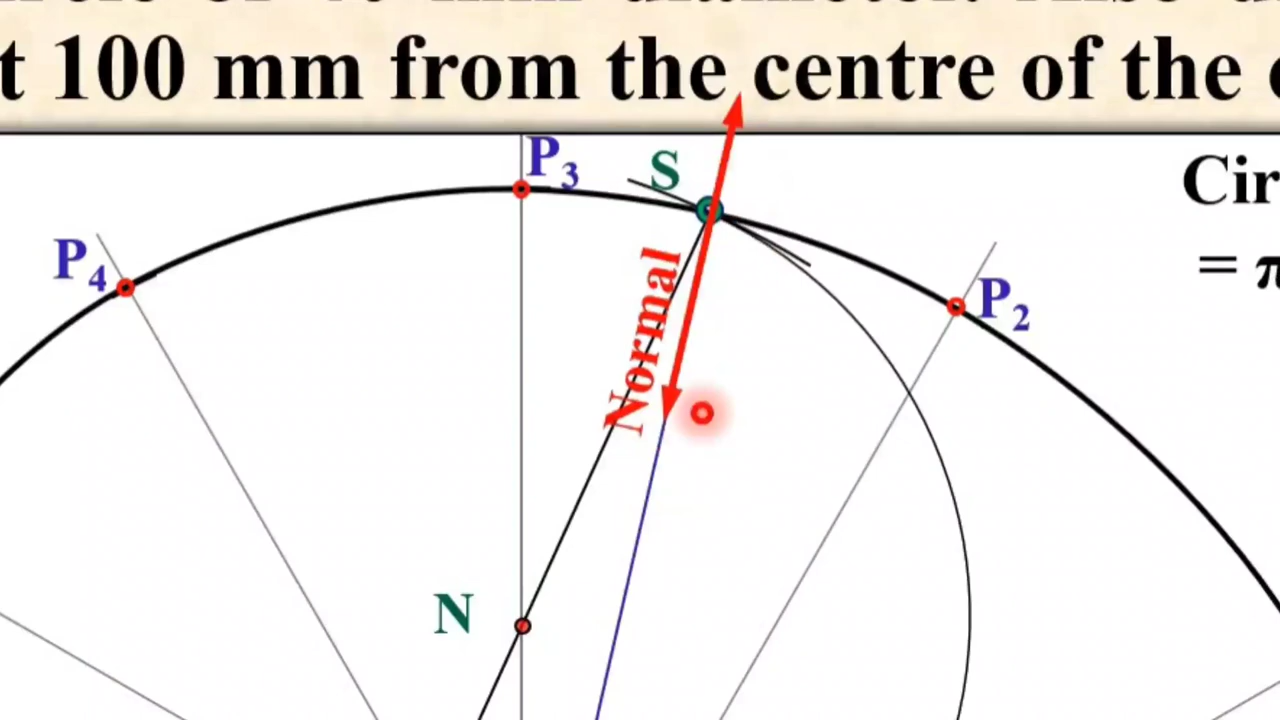 t 100 mm from the centre of the
P3
S
Cir
P4
= π
P2
Normal
N